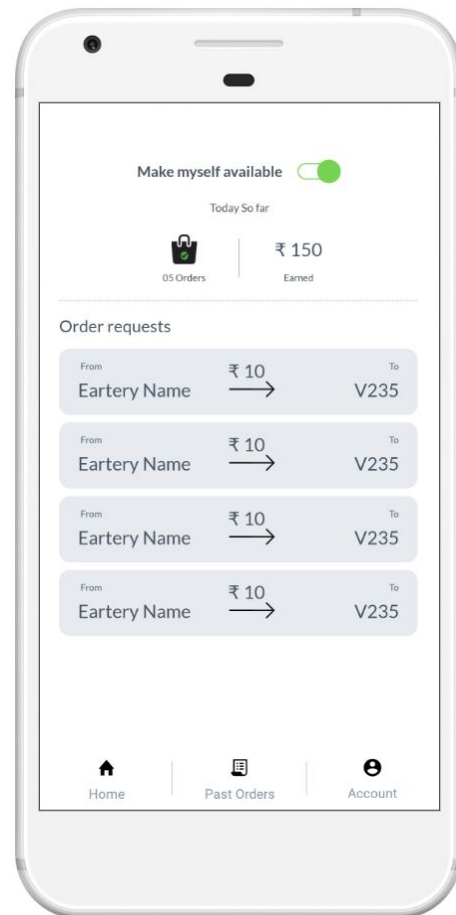 Make myself available
Today So far
₹ 150
05 Orders
Earned
Order requests
From
Eartery Name
₹ 10
To
V235
From
Eartery Name
₹ 10
To
V235
From
Eartery Name
₹ 10
To
V235
From
Eartery Name
₹ 10
To
V235
Home
Past Orders
Account